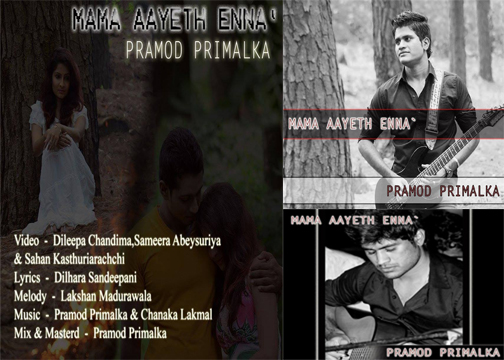 MAMA AAYETH ENNA'
PRAMOD PRIMALKA
Video - Dileepa Chandima,Sameera Abeysuriya
& Sahan Kasthuriarachchi
Lyrics - Dilhara Sandeepani
Melody - Lakshan Madurawala
Music - Pramod Primalka & Chanaka Lakmal
Mix & Masterd - Pramod Primalka
MAMA AAYETH ENNA'
PRAMOD PRIMALKA
MAMA AAYETH ENNA'
PRAMOD PRIMALKA